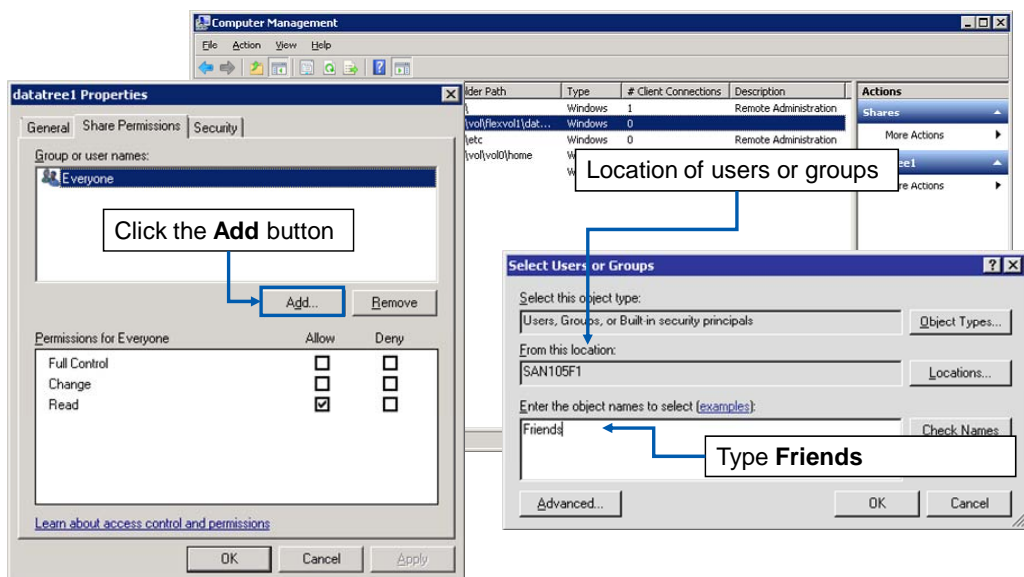 Computer Management
File Action View Help
lder Path Type # Client Connections Description
\ Windows 1 Remote Administration
\vol\flexvol1\dat... Windows 0
\etc Windows 0 Remote Administration
\vol\vol0\home
Actions
Shares
More Actions
ee1
re Actions
datatree1 Properties
General Share Permissions Security
Group or user names:
Everyone
Click the Add button
Add... Remove
Permissions for Everyone Allow Deny
Full Control
Change
Read
Learn about access control and permissions
OK Cancel Apply
Location of users or groups
Select Users or Groups
Select this object type:
Users, Groups, or Built-in security principals Object Types...
From this location:
SAN105F1 Locations...
Enter the object names to select (examples):
Friends Check Names
Type Friends
Advanced... OK Cancel